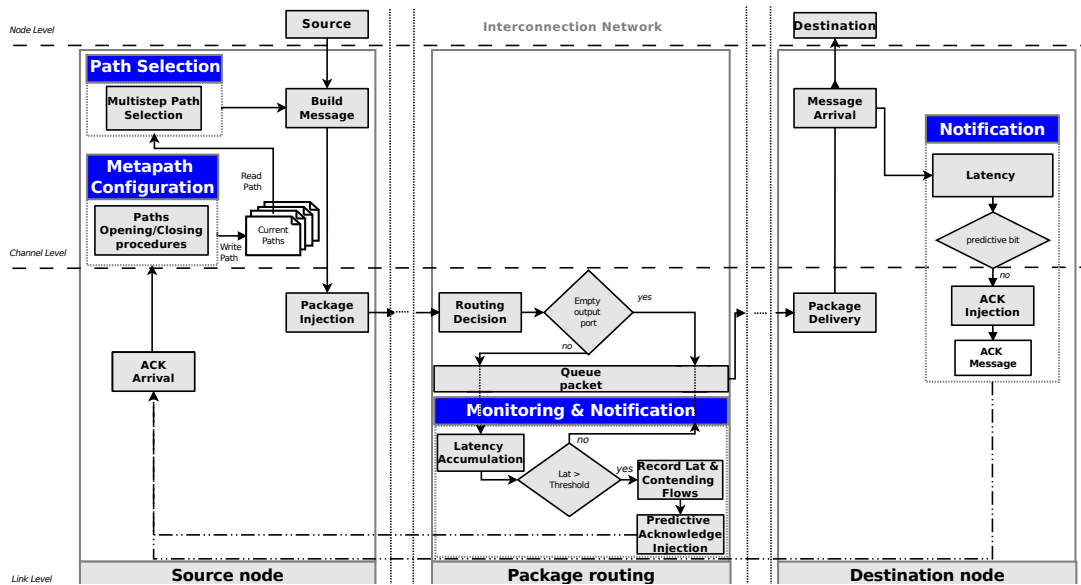 Node Level
Source
Interconnection Network
Destination
Path Selection
Multistep Path
Selection
Build
Message
Message
Arrival
Notification
Metapath
Configuration
Read
Path
Latency
Paths
Opening/Closing
procedures
Current
Paths
Write
Path
predictive bit
Channel Level
no
Package
Injection
Routing
Decision
Empty
output
port
yes
no
Package
Delivery
ACK
Injection
ACK
Message
ACK
Arrival
Queue
packet
Monitoring & Notification
Latency
Accumulation
no
Lat >
Threshold
yes
Record Lat &
Contending
Flows
Predictive
Acknowledge
Injection
Link Level
Source node
Package routing
Destination node